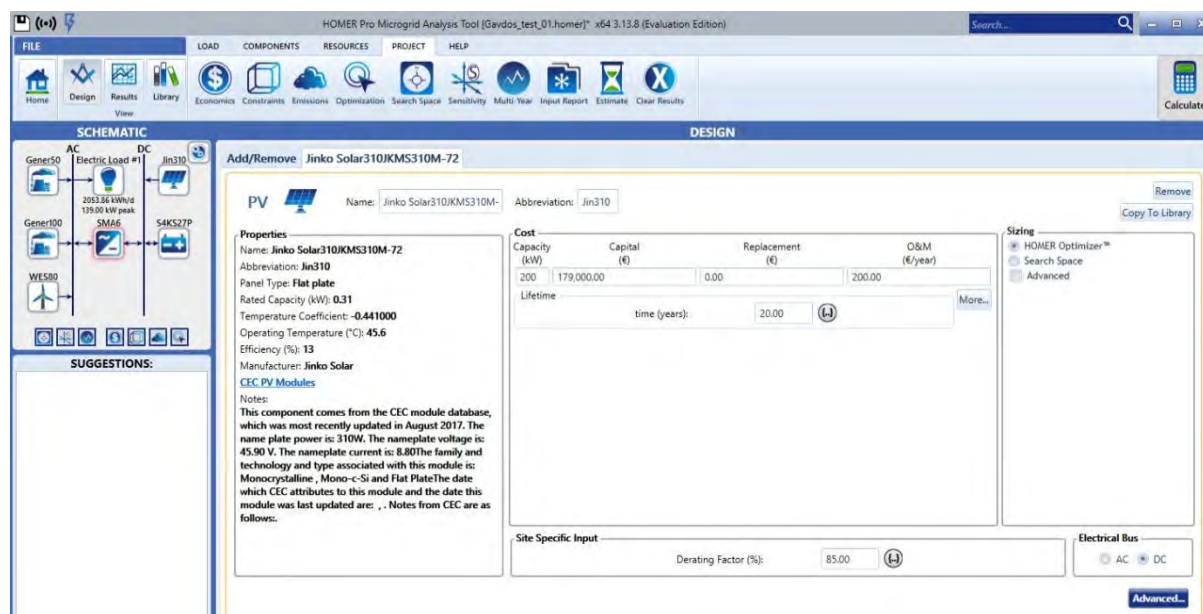 HOMER Pro Microgrid Analysis Tool [Gavdos_test_01.homer]* x64 3.13.8 (Evaluation Edition)
Search...
FILE
LOAD COMPONENTS RESOURCES PROJECT HELP
Home
Design
Results
Library
View
Economics
Constraints
Emissions
Optimization
Search Space
Sensitivity
Multi-Year
Input Report
Estimate
Clear Results
Calculate
SCHEMATIC
DESIGN
AC DC
Gener50 Electric Load #1 Jin310
2053.86 kWh/d
139.00 kW peak
Gener100 SMA6 S4KS27P
WES80
SUGGESTIONS:
Add/Remove Jinko Solar310JKMS310M-72
PV
Name: Jinko Solar310JKMS310M-
Abbreviation: Jin310
Remove
Copy To Library
Properties
Name: Jinko Solar310JKMS310M-72
Abbreviation: Jin310
Panel Type: Flat plate
Rated Capacity (kW): 0.31
Temperature Coefficient: -0.441000
Operating Temperature (°C): 45.6
Efficiency (%): 13
Manufacturer: Jinko Solar
CEC PV Modules
Notes:
This component comes from the CEC module database,
which was most recently updated in August 2017. The
name plate power is: 310W. The nameplate voltage is:
45.90 V. The nameplate current is: 8.80The family and
technology and type associated with this module is:
Monocrystalline , Mono-c-Si and Flat PlateThe date
which CEC attributes to this module and the date this
module was last updated are: , . Notes from CEC are as
follows:.
Cost
Capacity Capital Replacement O&M
(kW) (€) (€) (€/year)
200 179,000.00 0.00 200.00
Lifetime
time (years): 20.00
More...
Sizing
HOMER Optimizer™
Search Space
Advanced
Site Specific Input
Derating Factor (%): 85.00
Electrical Bus
AC DC
Advanced...